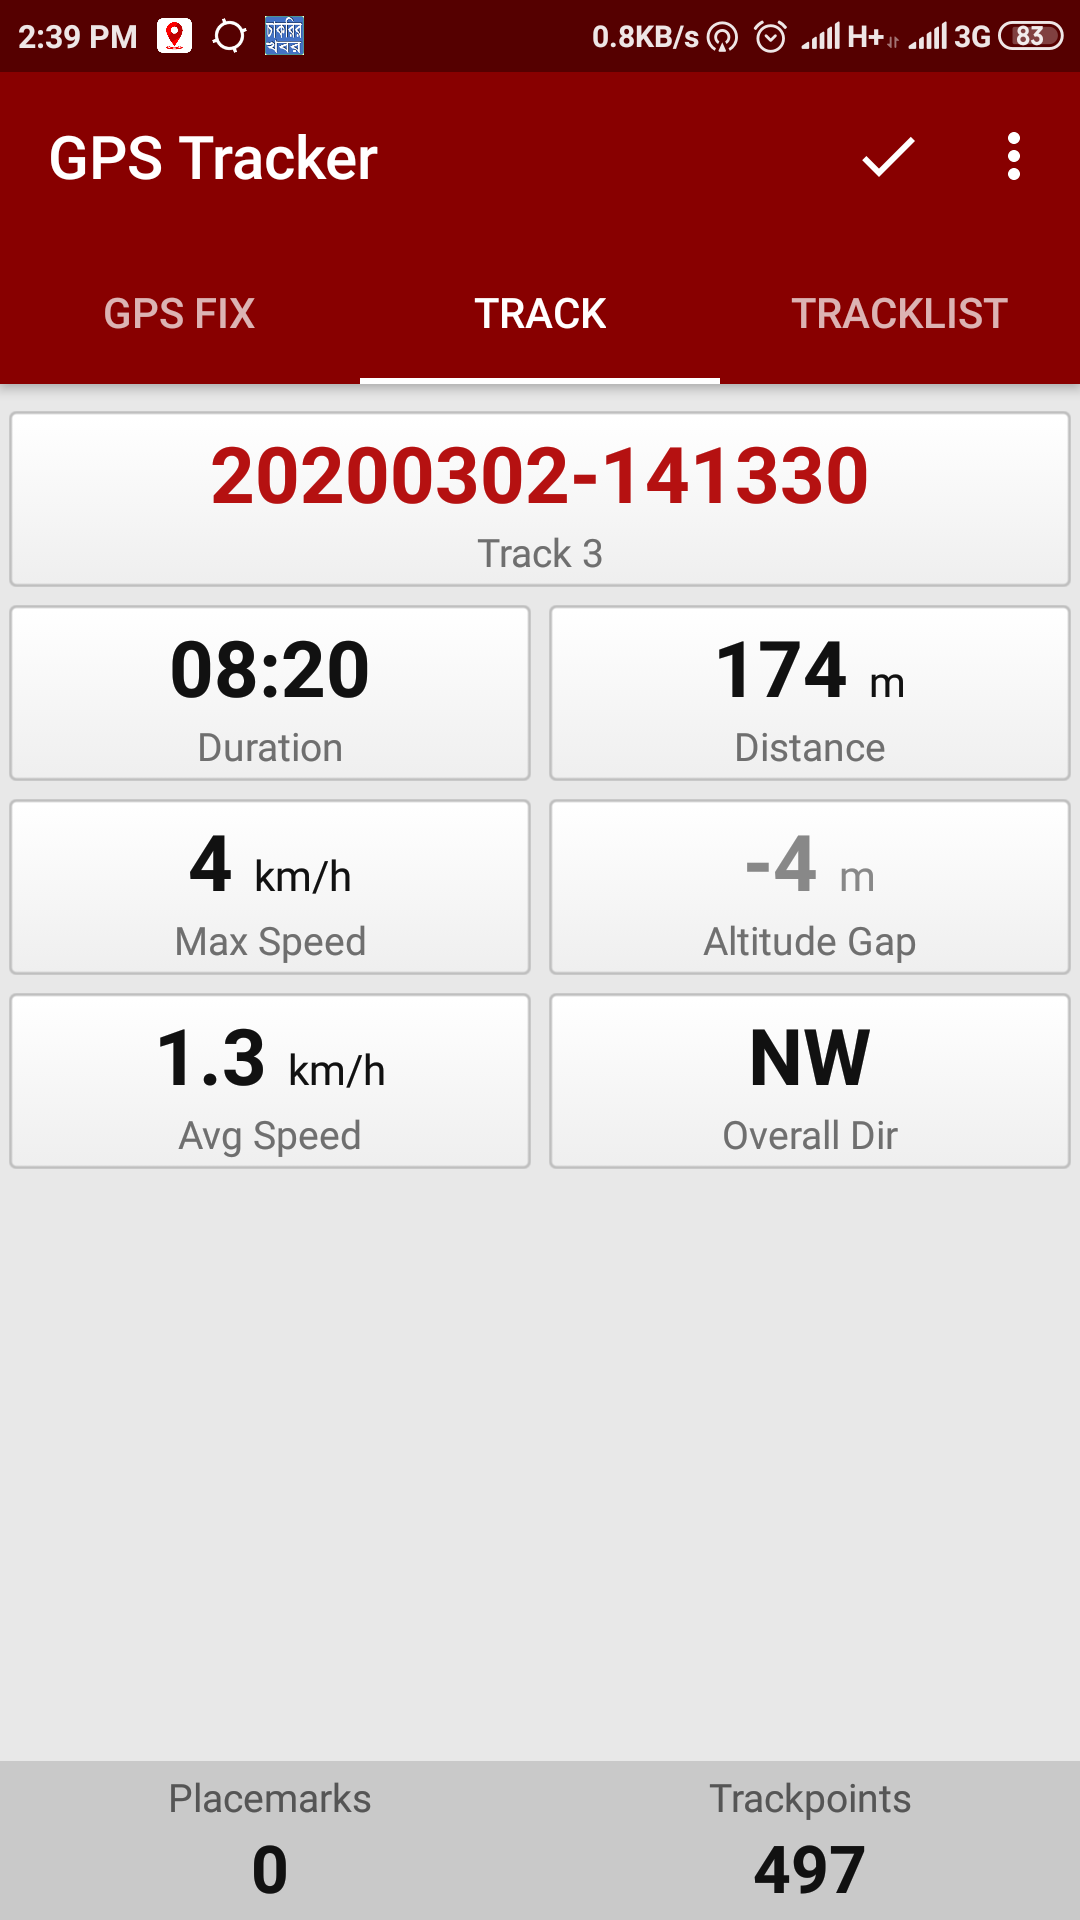 2:39 PM চাকরির খবর 0.8KB/s H+ 3G 83
GPS Tracker
GPS FIX TRACK TRACKLIST
20200302-141330
Track 3
08:20 174 m
Duration Distance
4 km/h -4 m
Max Speed Altitude Gap
1.3 km/h NW
Avg Speed Overall Dir
Placemarks Trackpoints
0 497